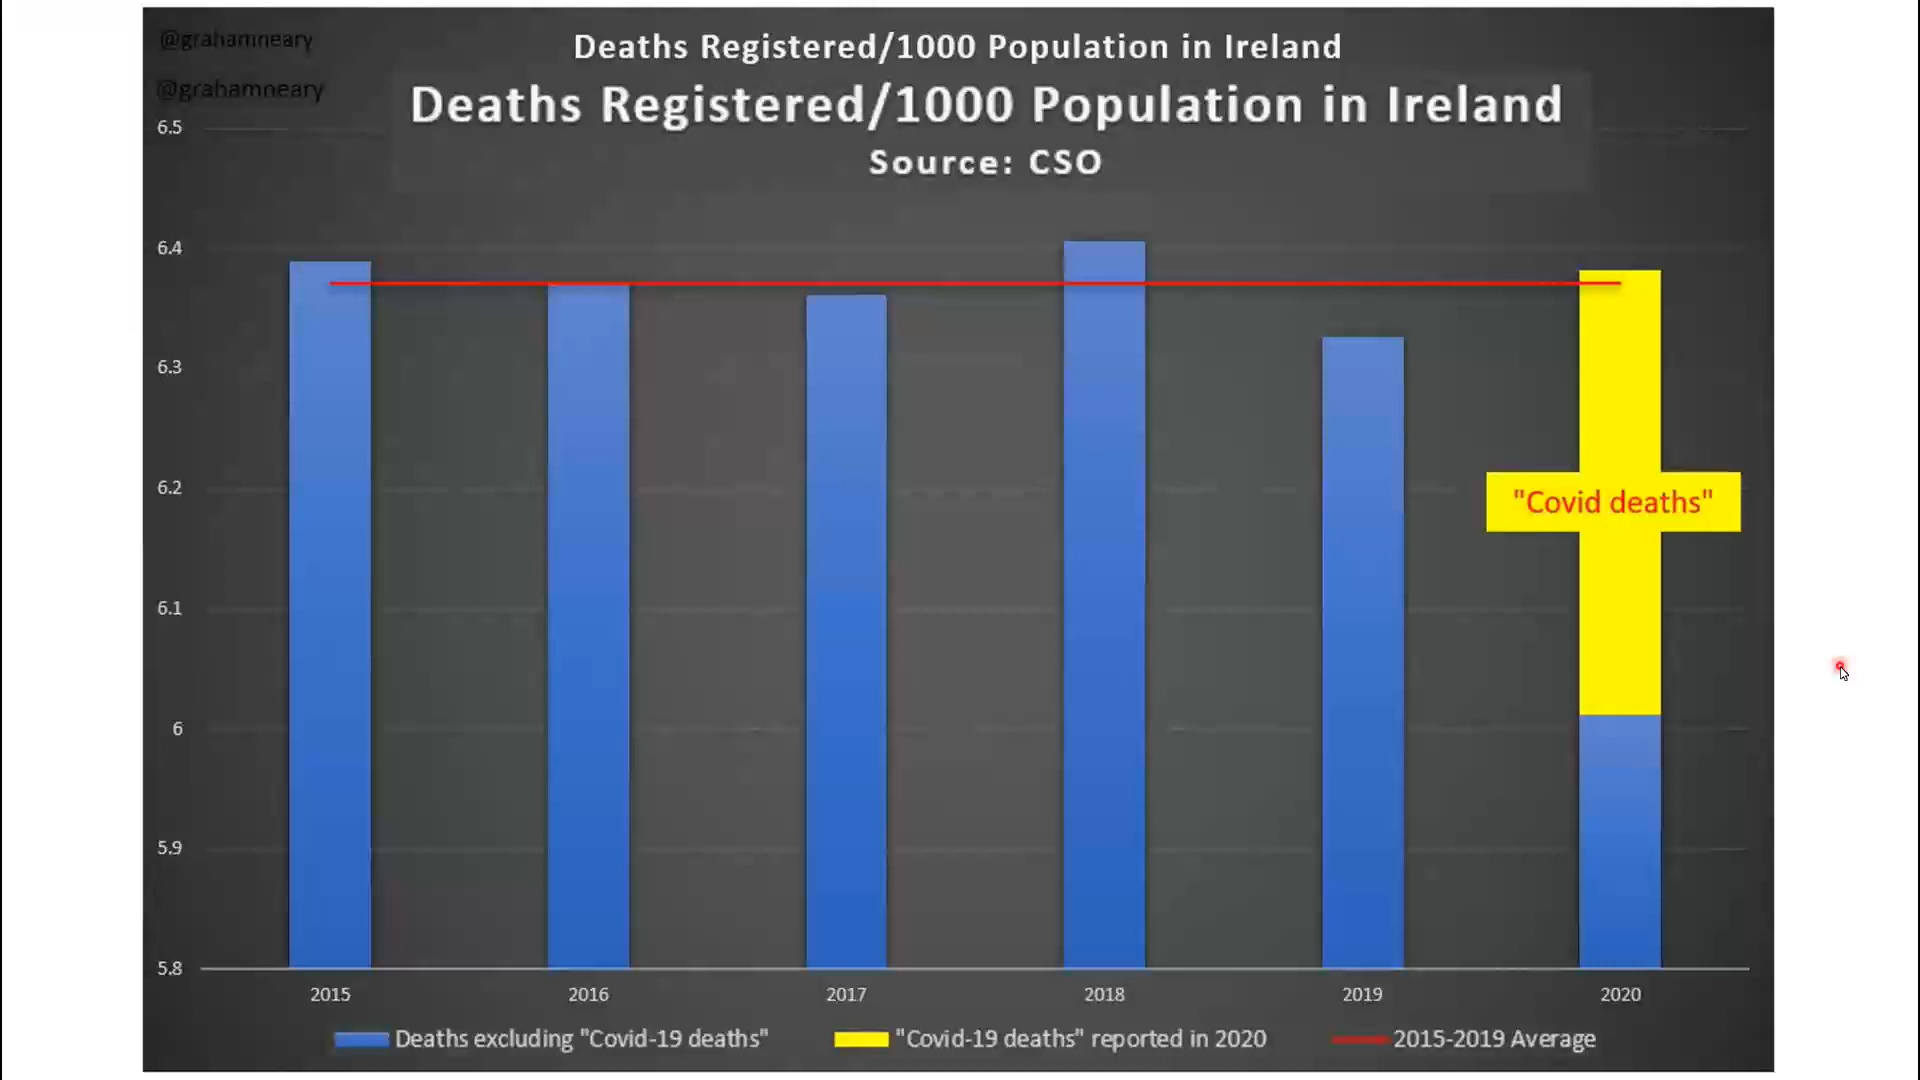 @grahamneary
Deaths Registered/1000 Population in Ireland
@grahamneary
Deaths Registered/1000 Population in Ireland
Source: CSO
6.5
6.4
6.3
6.2
6.1
6
5.9
5.8
"Covid deaths"
2015 2016 2017 2018 2019 2020
Deaths excluding "Covid-19 deaths" "Covid-19 deaths" reported in 2020 2015-2019 Average